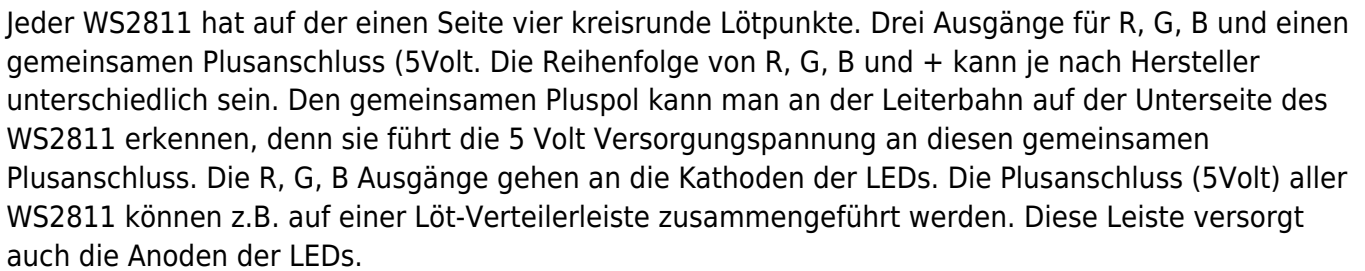 Jeder WS2811 hat auf der einen Seite vier kreisrunde Lötpunkte. Drei Ausgänge für R, G, B und einen
gemeinsamen Plusanschluss (5Volt. Die Reihenfolge von R, G, B und + kann je nach Hersteller
unterschiedlich sein. Den gemeinsamen Pluspol kann man an der Leiterbahn auf der Unterseite des
WS2811 erkennen, denn sie führt die 5 Volt Versorgungspannung an diesen gemeinsamen
Plusanschluss. Die R, G, B Ausgänge gehen an die Kathoden der LEDs. Die Plusanschluss (5Volt) aller
WS2811 können z.B. auf einer Löt-Verteilerleiste zusammengeführt werden. Diese Leiste versorgt
auch die Anoden der LEDs.